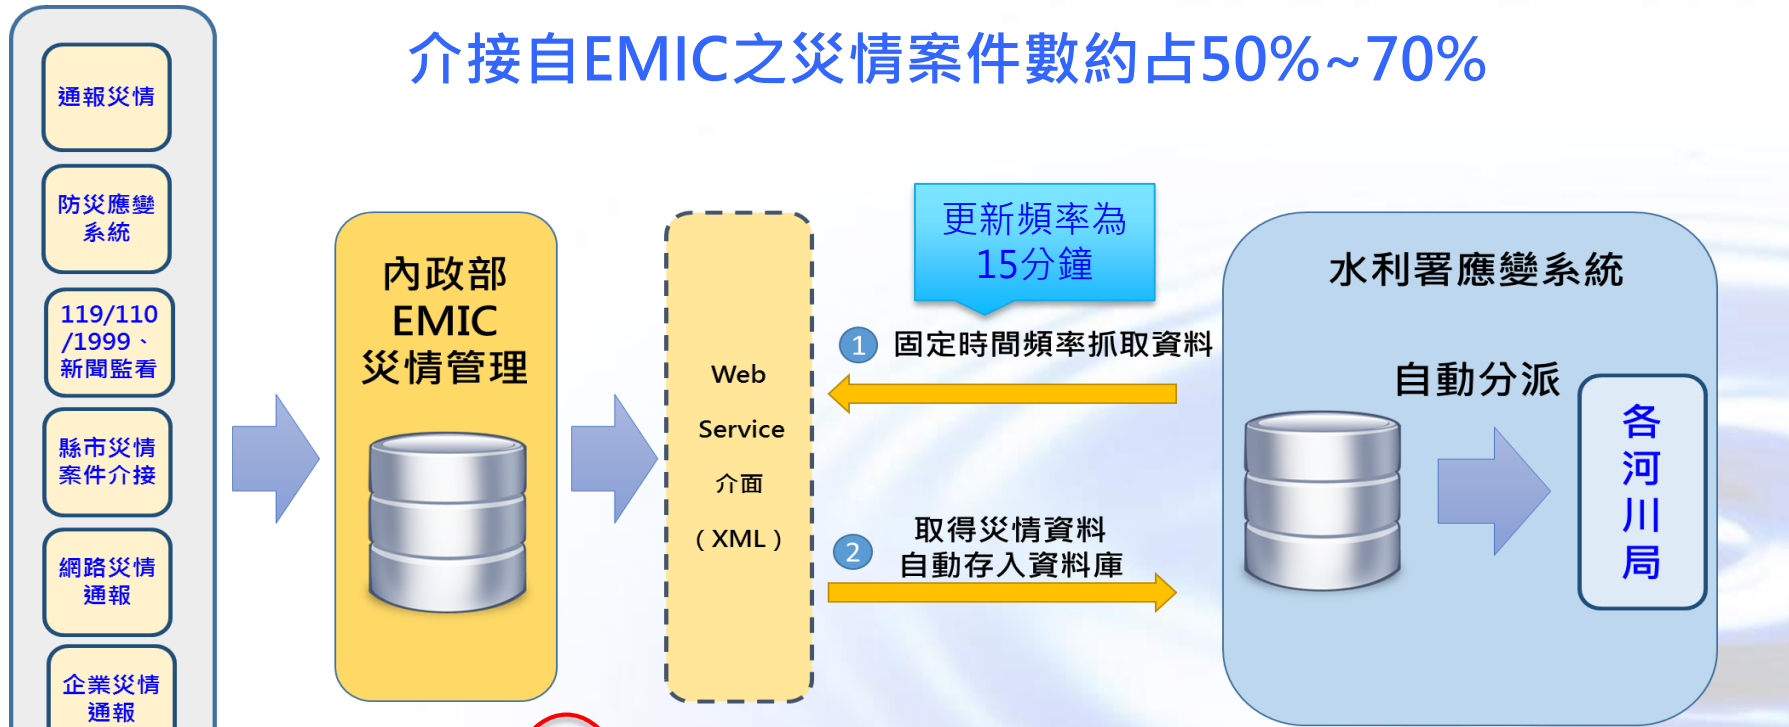 介接自EMIC之災情案件數約占50%~70%
通報災情
防災應變
系統
119/110
/1999、
新聞監看
縣市災情
案件介接
網路災情
通報
企業災情
通報
內政部
EMIC
災情管理
Web
Service
介面
(XML)
更新頻率為
15分鐘
1 固定時間頻率抓取資料
2 取得災情資料
自動存入資料庫
水利署應變系統
自動分派
各
河
川
局